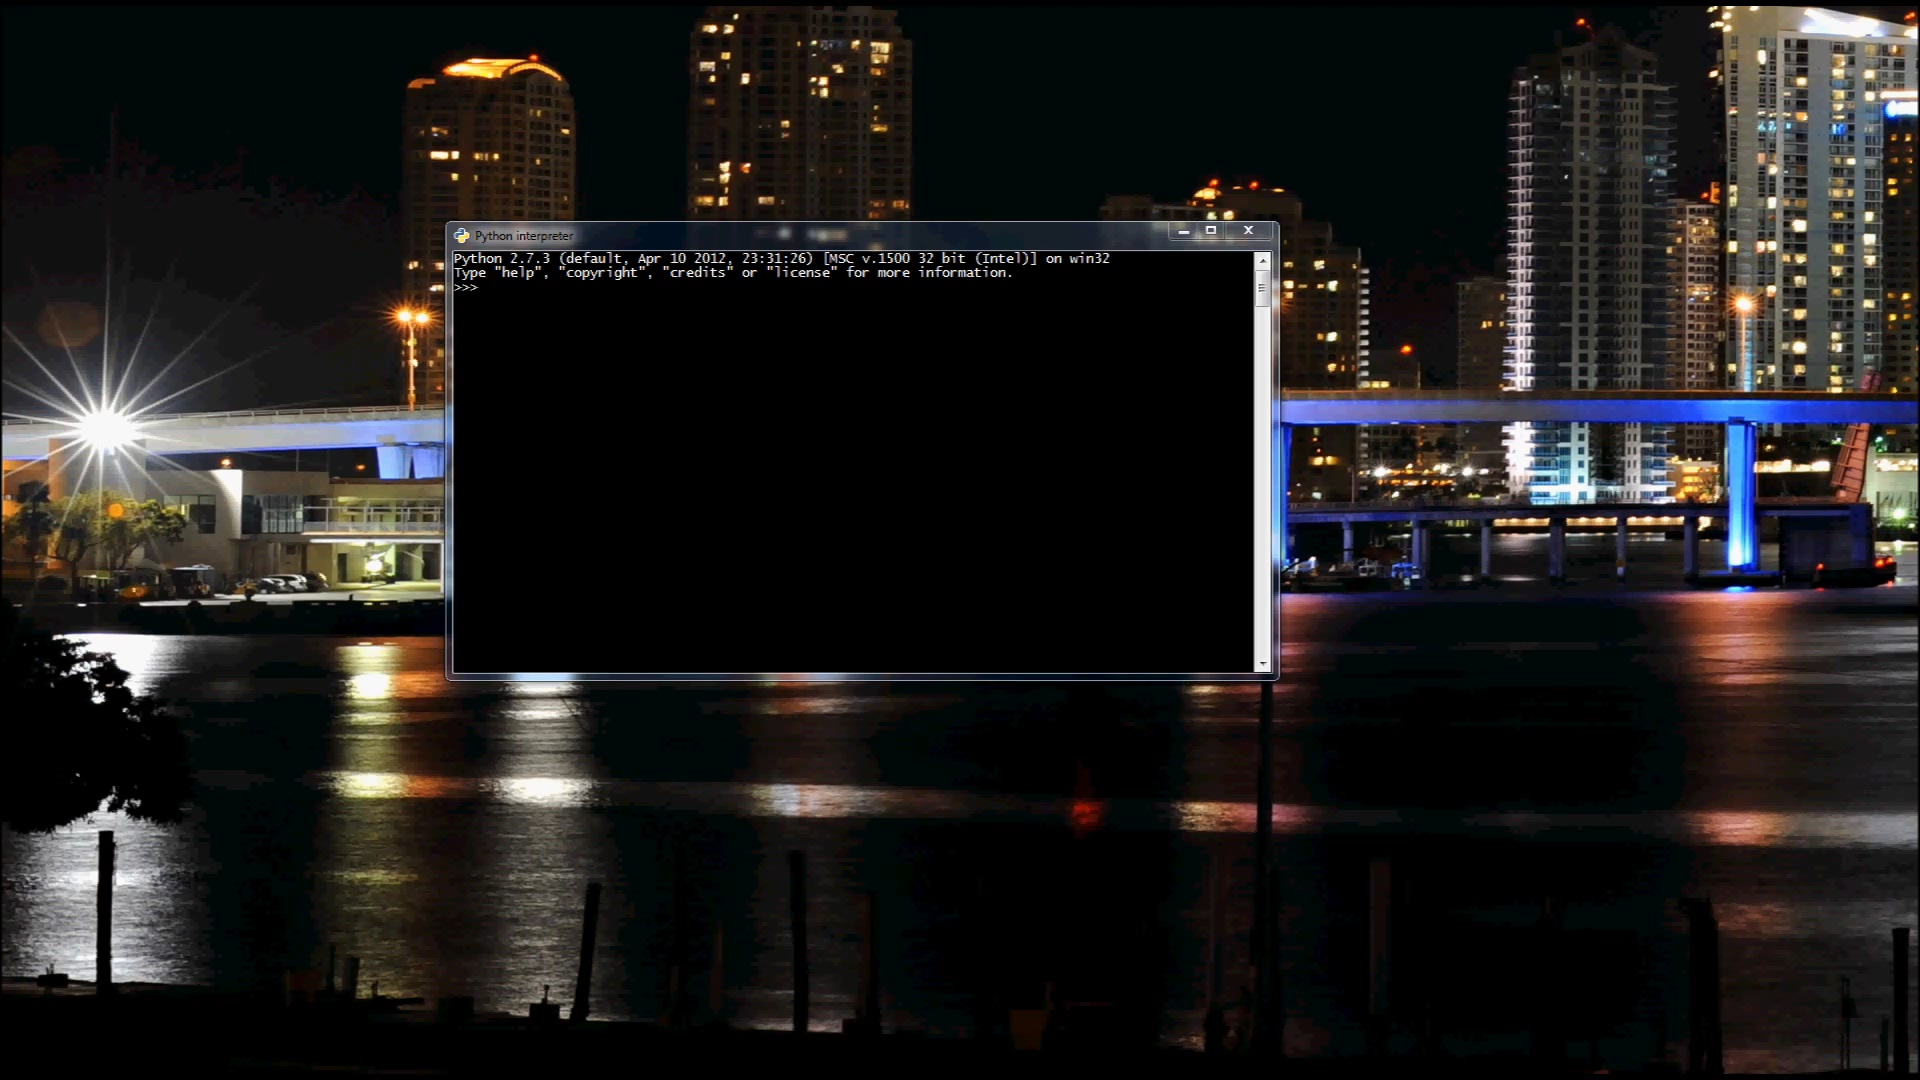 Python interpreter
Python 2.7.3 (default, Apr 10 2012, 23:31:26) [MSC v.1500 32 bit (Intel)] on win32
Type "help", "copyright", "credits" or "license" for more information.
>>>